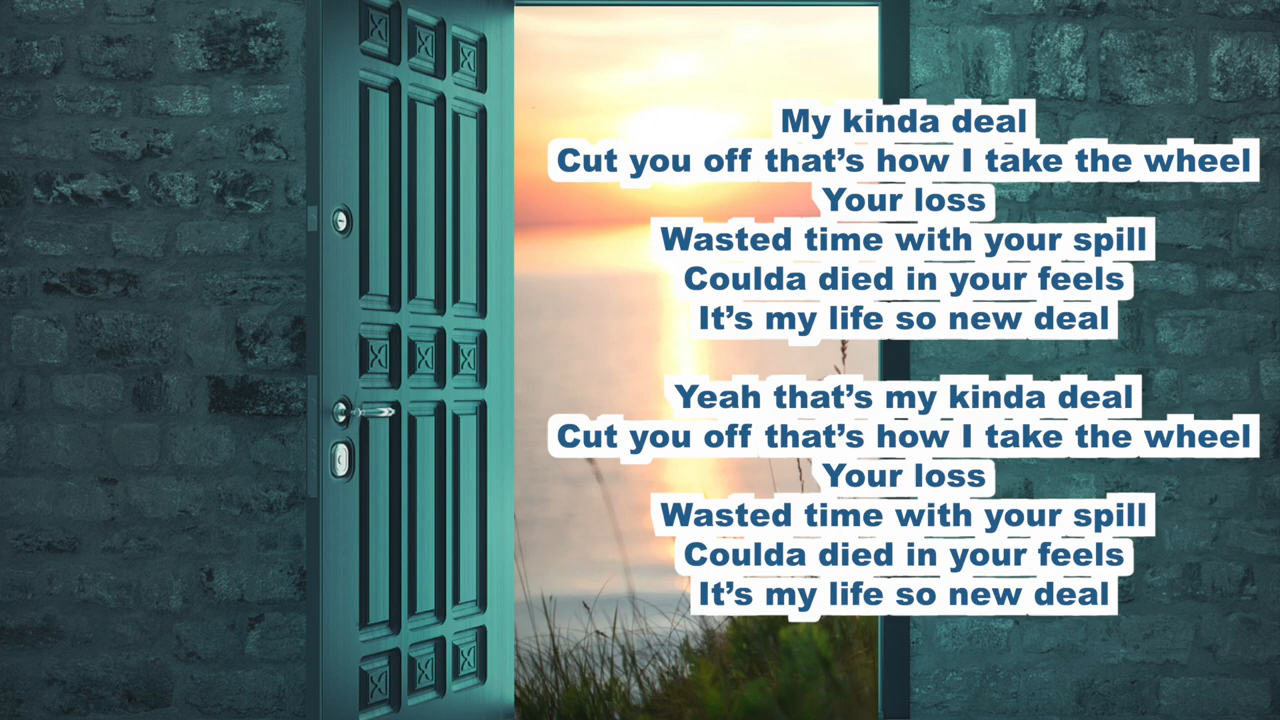 My kinda deal
Cut you off that’s how I take the wheel
Your loss
Wasted time with your spill
Coulda died in your feels
It’s my life so new deal
Yeah that’s my kinda deal
Cut you off that’s how I take the wheel
Your loss
Wasted time with your spill
Coulda died in your feels
It’s my life so new deal